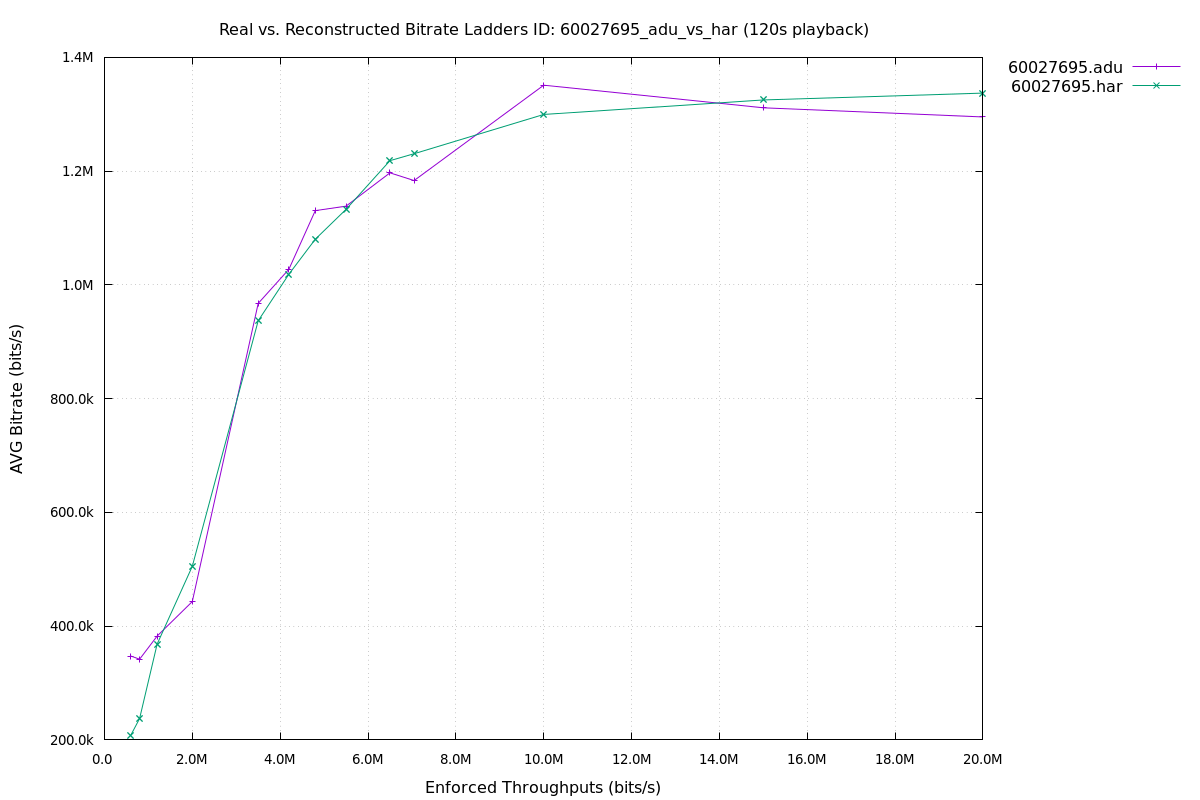 Real vs. Reconstructed Bitrate Ladders ID: 60027695_adu_vs_har (120s playback)
60027695.adu
60027695.har
1.4M
1.2M
1.0M
800.0k
600.0k
400.0k
200.0k
AVG Bitrate (bits/s)
0.0 2.0M 4.0M 6.0M 8.0M 10.0M 12.0M 14.0M 16.0M 18.0M 20.0M
Enforced Throughputs (bits/s)